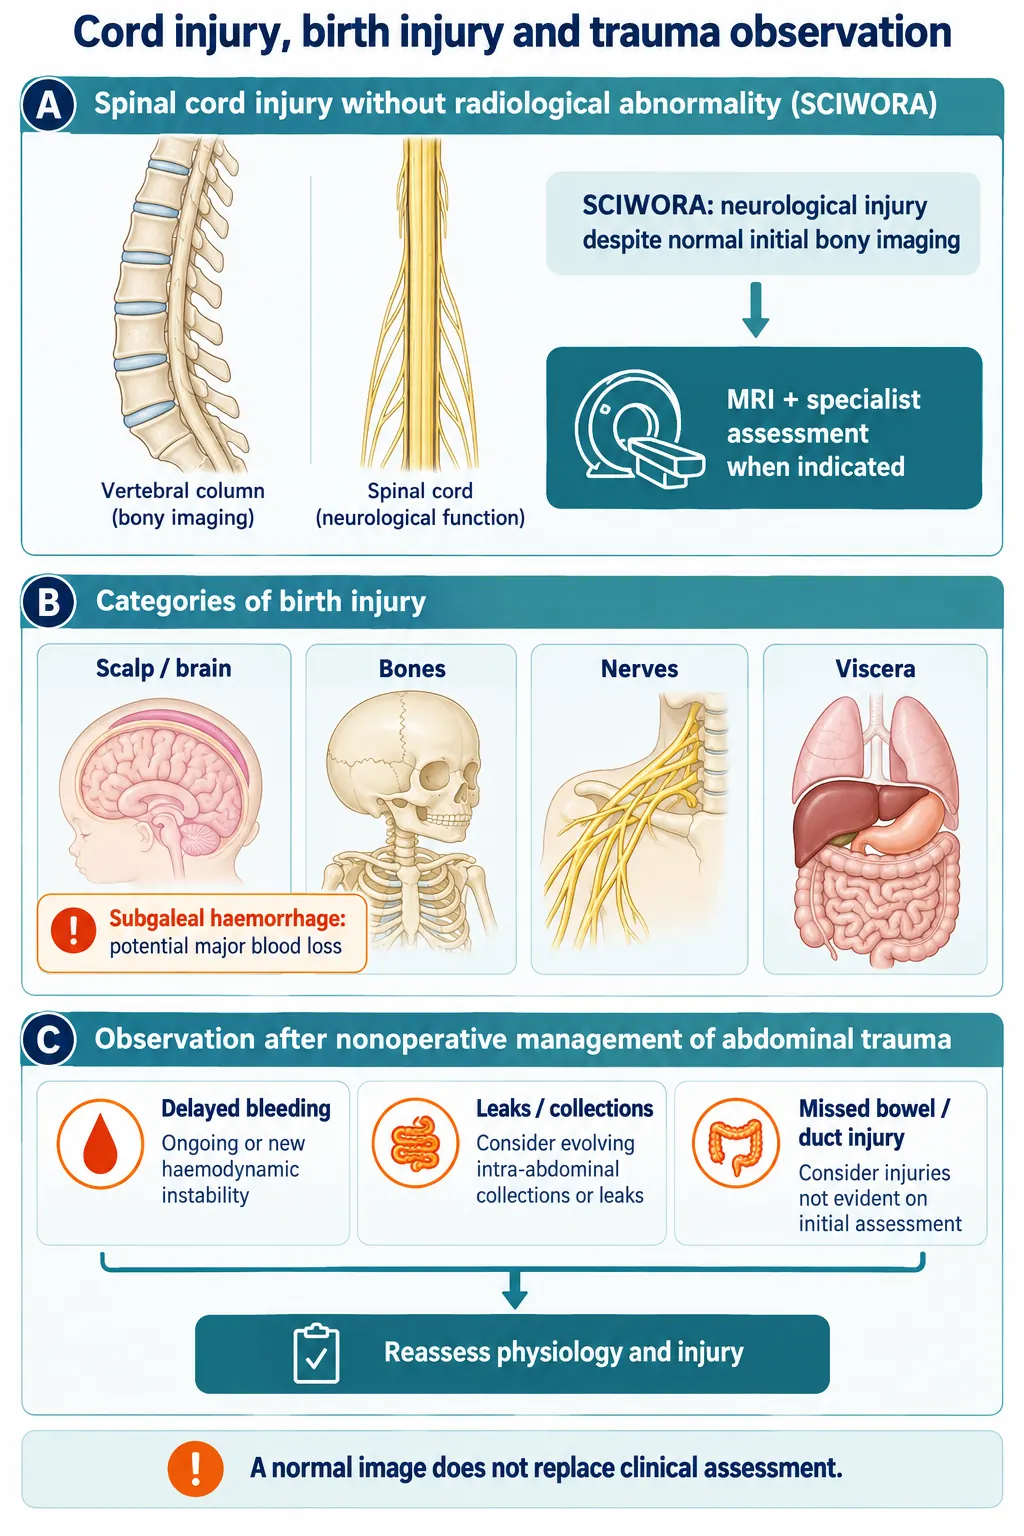 Cord injury, birth injury and trauma observation
A
Spinal cord injury without radiological abnormality (SCIWORA)
Vertebral column
(bony imaging)
Spinal cord
(neurological function)
SCIWORA: neurological injury
despite normal initial bony imaging
MRI + specialist
assessment
when indicated
B
Categories of birth injury
Scalp / brain
Bones
Nerves
Viscera
!
Subgaleal haemorrhage:
potential major blood loss
C
Observation after nonoperative management of abdominal trauma
Delayed bleeding
Ongoing or new
haemodynamic
instability
Leaks / collections
Consider evolving
intra-abdominal
collections or leaks
Missed bowel /
duct injury
Consider injuries
not evident on
initial assessment
Reassess physiology and injury
!
A normal image does not replace clinical assessment.